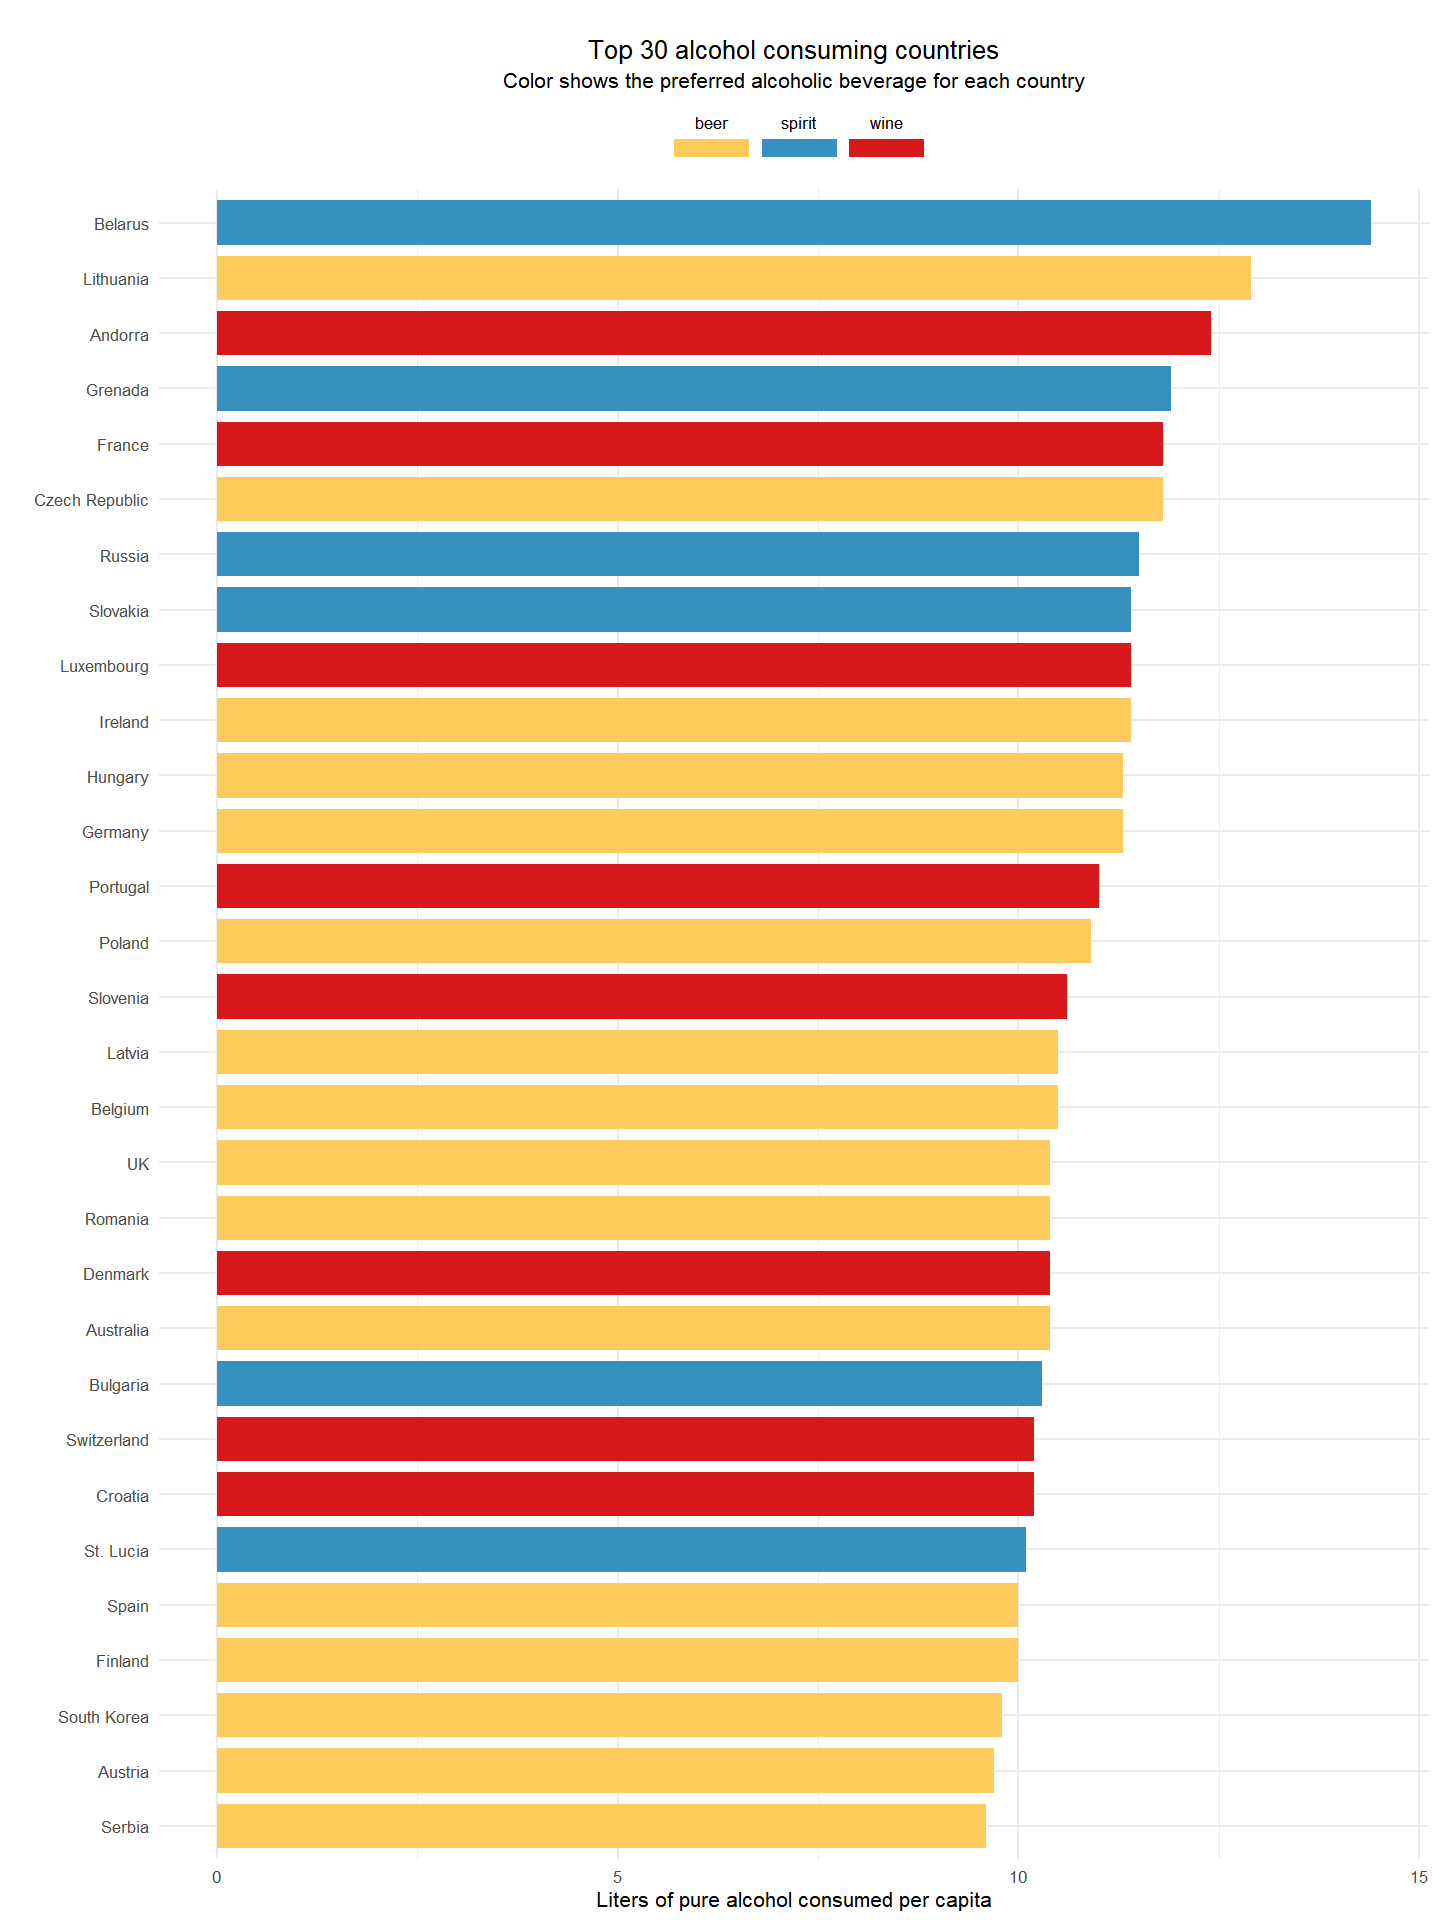 Top 30 alcohol consuming countries
Color shows the preferred alcoholic beverage for each country
beer spirit wine
Belarus
Lithuania
Andorra
Grenada
France
Czech Republic
Russia
Slovakia
Luxembourg
Ireland
Hungary
Germany
Portugal
Poland
Slovenia
Latvia
Belgium
UK
Romania
Denmark
Australia
Bulgaria
Switzerland
Croatia
St. Lucia
Spain
Finland
South Korea
Austria
Serbia
0 5 10 15
Liters of pure alcohol consumed per capita